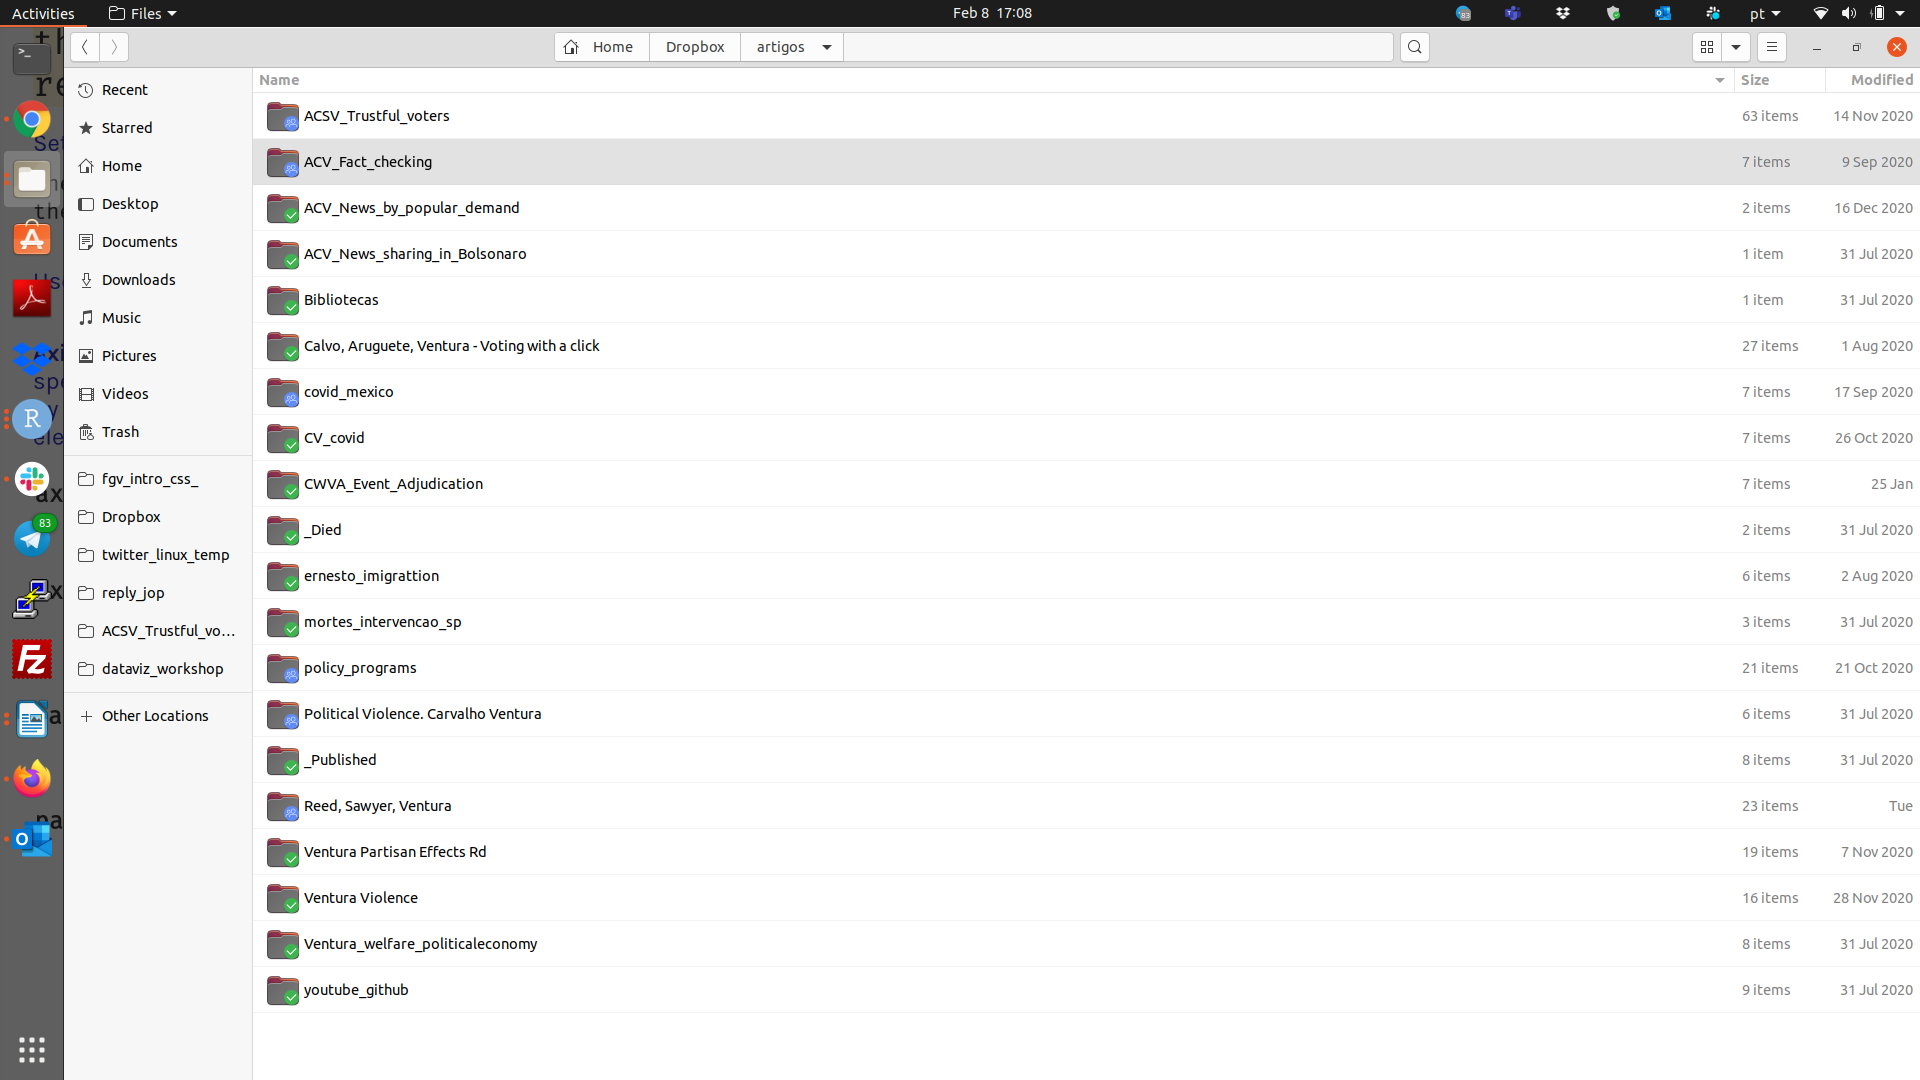 Activities Files Feb 8 17:08 83 pt
Home Dropbox artigos
Name Size Modified
Recent
Starred
Home
Desktop
Documents
Downloads
Music
Pictures
Videos
Trash
fgv_intro_css_
Dropbox
twitter_linux_temp
reply_jop
ACSV_Trustful_vo…
dataviz_workshop
Other Locations
ACSV_Trustful_voters 63 items 14 Nov 2020
ACV_Fact_checking 7 items 9 Sep 2020
ACV_News_by_popular_demand 2 items 16 Dec 2020
ACV_News_sharing_in_Bolsonaro 1 item 31 Jul 2020
Bibliotecas 1 item 31 Jul 2020
Calvo, Aruguete, Ventura - Voting with a click 27 items 1 Aug 2020
covid_mexico 7 items 17 Sep 2020
CV_covid 7 items 26 Oct 2020
CWVA_Event_Adjudication 7 items 25 Jan
_Died 2 items 31 Jul 2020
ernesto_imigrattion 6 items 2 Aug 2020
mortes_intervencao_sp 3 items 31 Jul 2020
policy_programs 21 items 21 Oct 2020
Political Violence. Carvalho Ventura 6 items 31 Jul 2020
_Published 8 items 31 Jul 2020
Reed, Sawyer, Ventura 23 items Tue
Ventura Partisan Effects Rd 19 items 7 Nov 2020
Ventura Violence 16 items 28 Nov 2020
Ventura_welfare_politicaleconomy 8 items 31 Jul 2020
youtube_github 9 items 31 Jul 2020
R
83
Fz